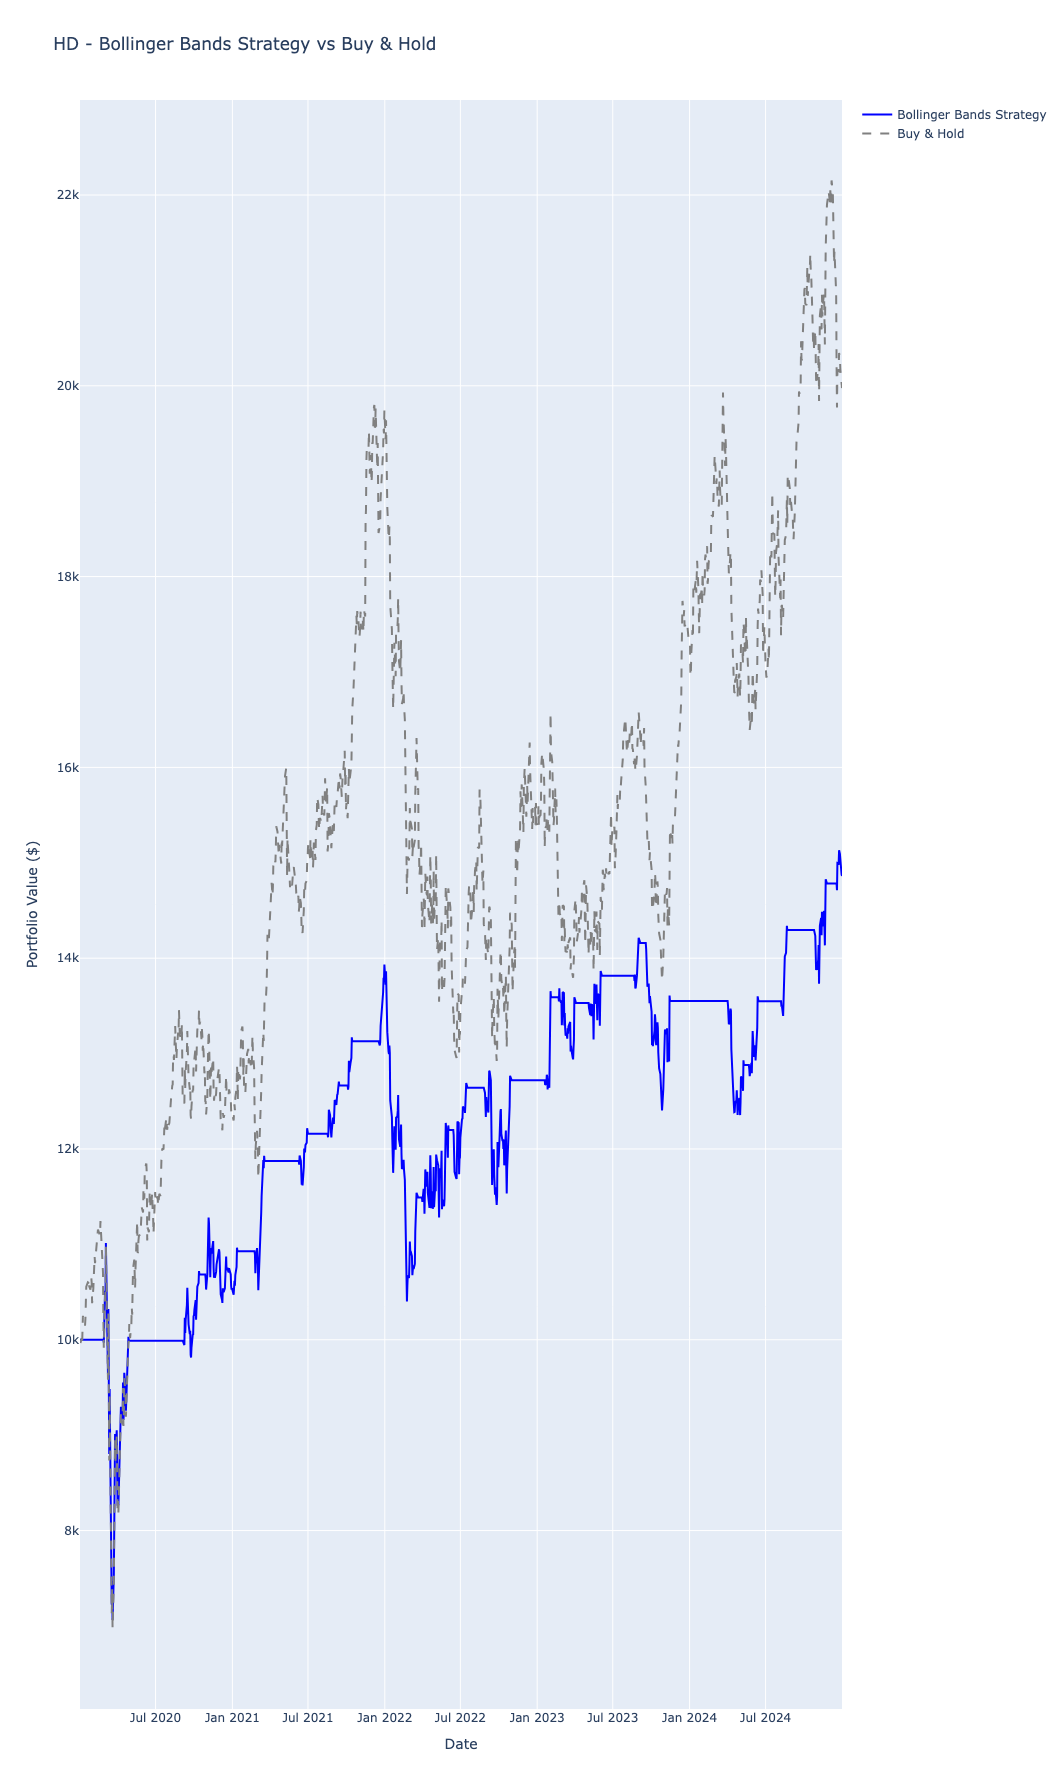 HD - Bollinger Bands Strategy vs Buy & Hold
Bollinger Bands Strategy
Buy & Hold
22k
20k
18k
16k
14k
12k
10k
8k
Portfolio Value ($)
Jul 2020
Jan 2021
Jul 2021
Jan 2022
Jul 2022
Jan 2023
Jul 2023
Jan 2024
Jul 2024
Date